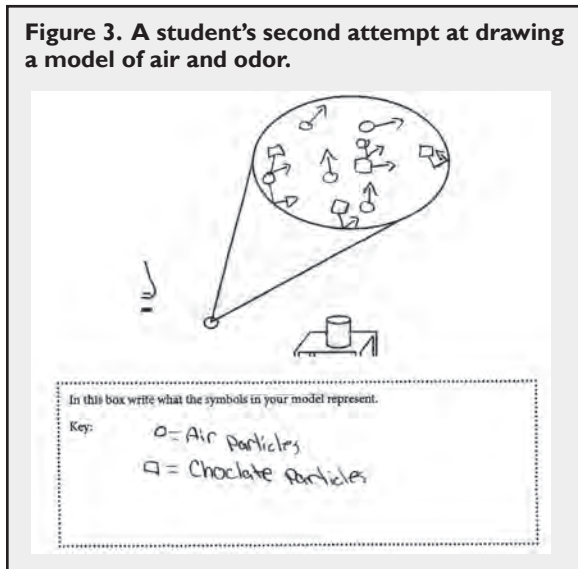 Figure 3. A student's second attempt at drawing
a model of air and odor.
In this box write what the symbols in your model represent.
Key:
= Air particles
= Choclate particles